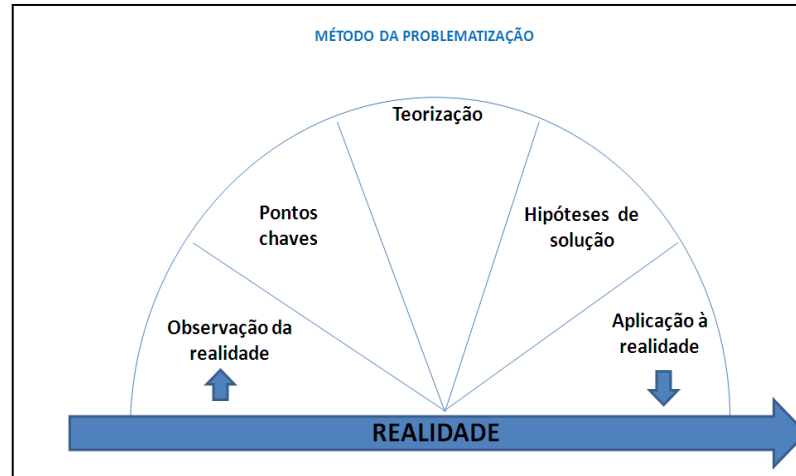 MÉTODO DA PROBLEMATIZAÇÃO
Teorização
Pontos
chaves
Hipóteses de
solução
Observação da
realidade
Aplicação à
realidade
REALIDADE